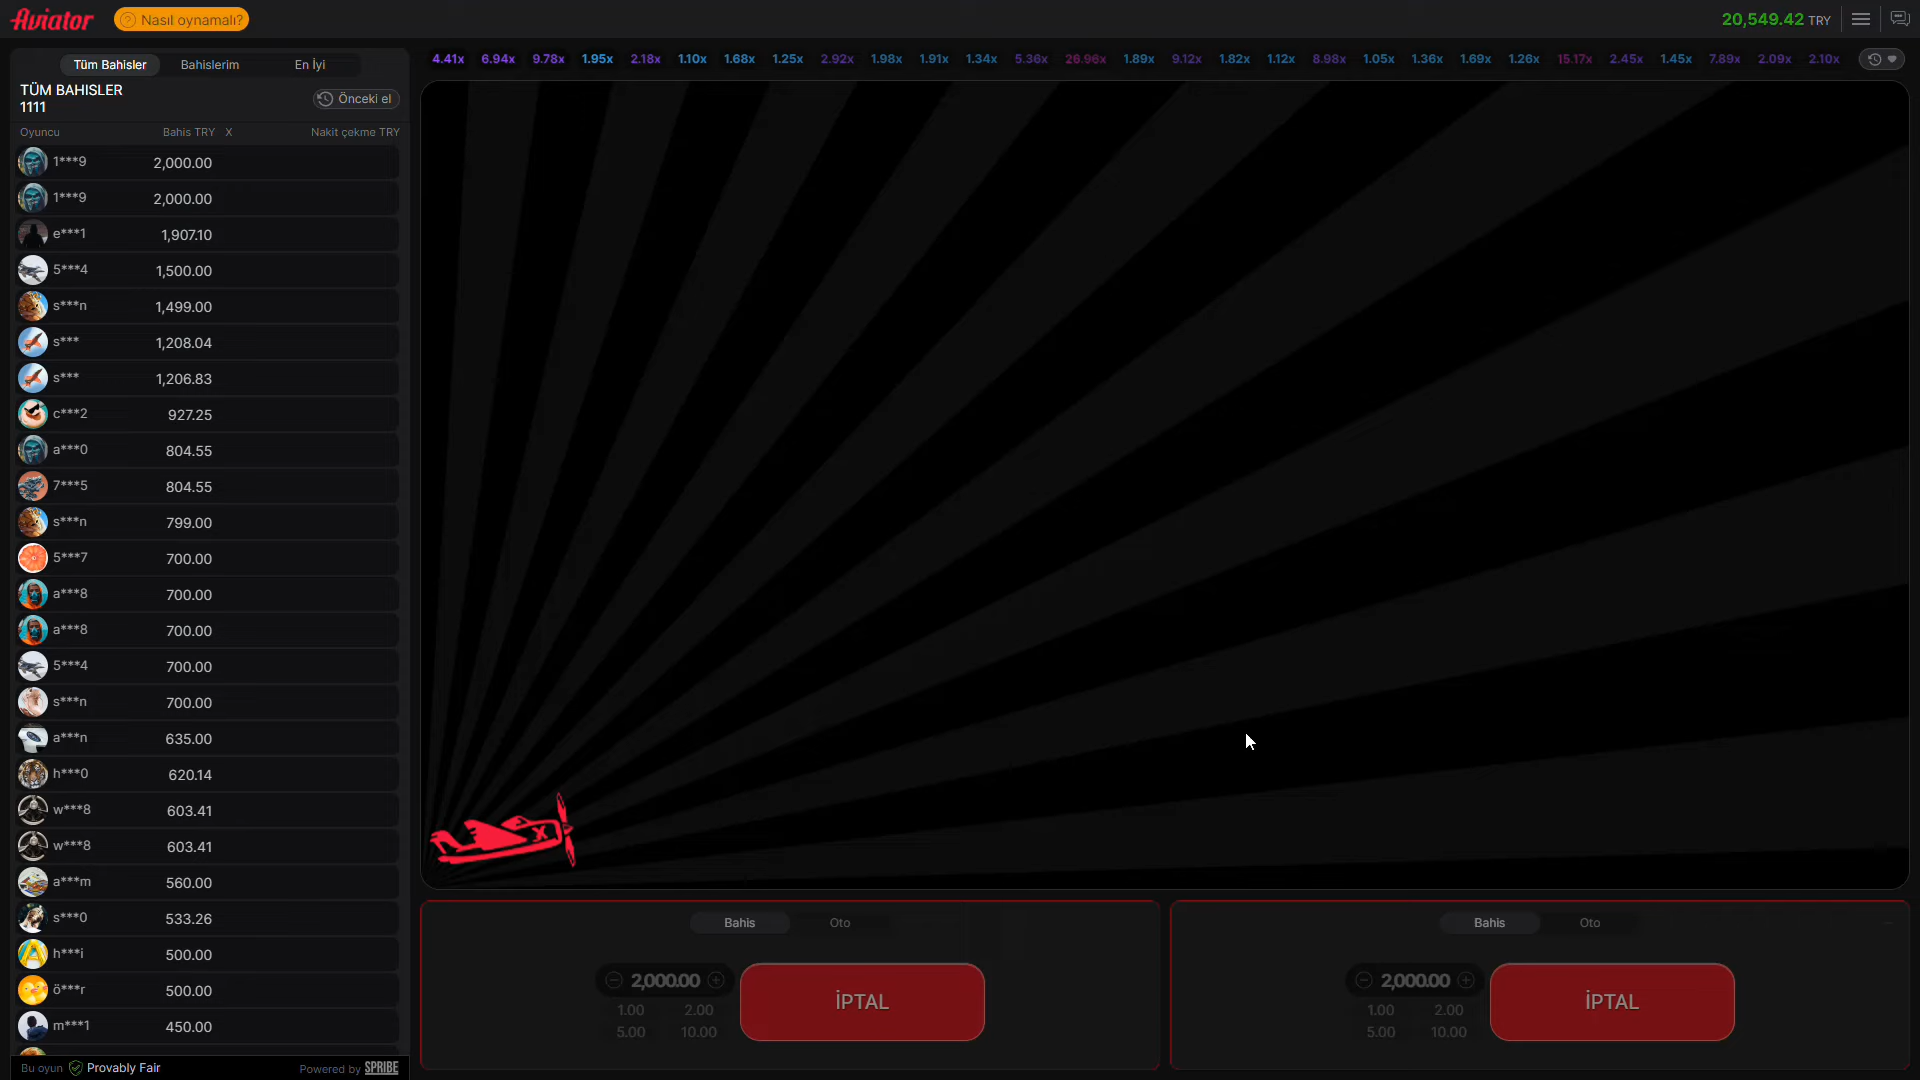 Aviator
Nasıl oynamalı?
20,549.42 TRY
Tüm Bahisler Bahislerim En İyi
4.41x 6.94x 9.78x 1.95x 2.18x 1.10x 1.68x 1.25x 2.92x 1.98x 1.91x 1.34x 5.36x 26.96x 1.89x 9.12x 1.82x 1.12x 8.98x 1.05x 1.36x 1.69x 1.26x 15.17x 2.45x 1.45x 7.89x 2.09x 2.10x
TÜM BAHISLER
1111
Önceki el
Oyuncu Bahis TRY X Nakit çekme TRY
1***9 2,000.00
1***9 2,000.00
e***1 1,907.10
5***4 1,500.00
s***n 1,499.00
s*** 1,208.04
s*** 1,206.83
c***2 927.25
a***0 804.55
7***5 804.55
s***n 799.00
5***7 700.00
a***8 700.00
a***8 700.00
5***4 700.00
s***n 700.00
a***n 635.00
h***0 620.14
w***8 603.41
w***8 603.41
a***m 560.00
s***0 533.26
h***i 500.00
ö***r 500.00
m***1 450.00
Bu oyun Provably Fair Powered by SPRIBE
X
Bahis Oto
2,000.00
1.00 2.00
5.00 10.00
İPTAL
Bahis Oto
2,000.00
1.00 2.00
5.00 10.00
İPTAL